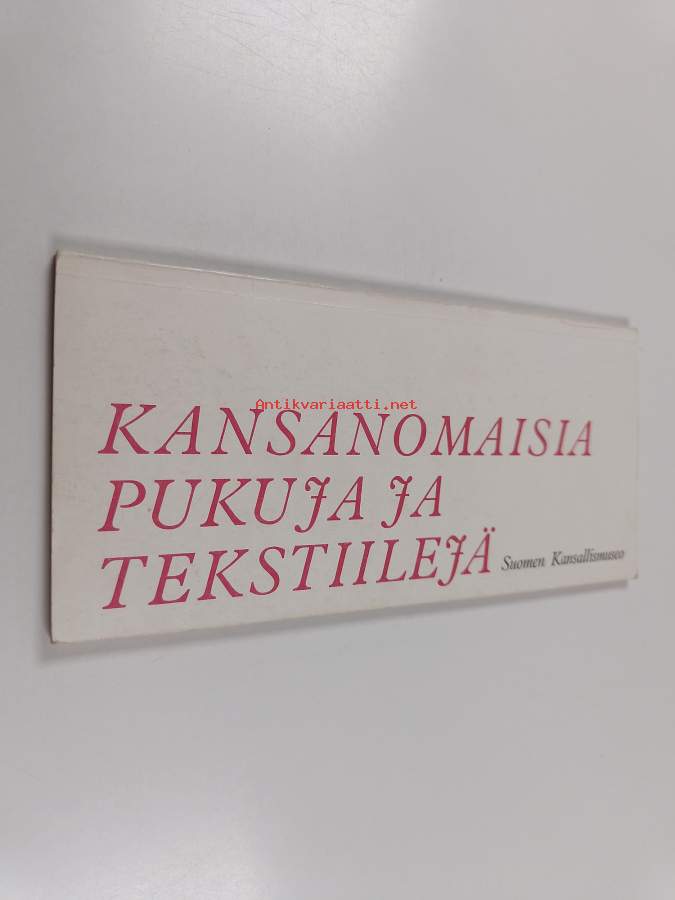 Antikvariaatti.net
KANSANOMAISIA
PUKUJA JA
TEKSTIILEJÄ Suomen Kansallismuseo